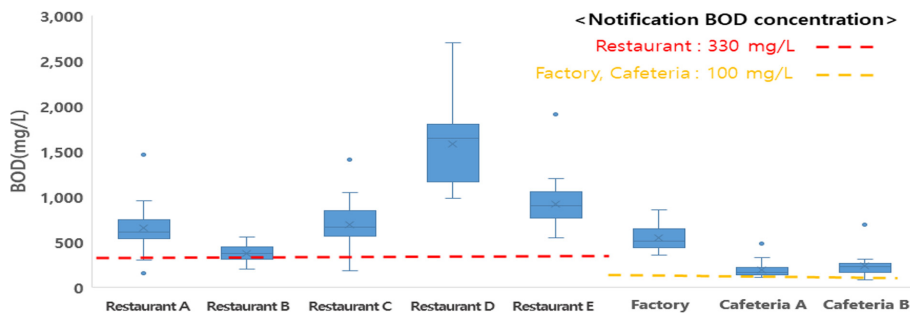 <Notification BOD concentration>
Restaurant : 330 mg/L
Factory, Cafeteria : 100 mg/L
BOD(mg/L)
3,000
2,500
2,000
1,500
1,000
500
0
Restaurant A Restaurant B Restaurant C Restaurant D Restaurant E Factory Cafeteria A Cafeteria B